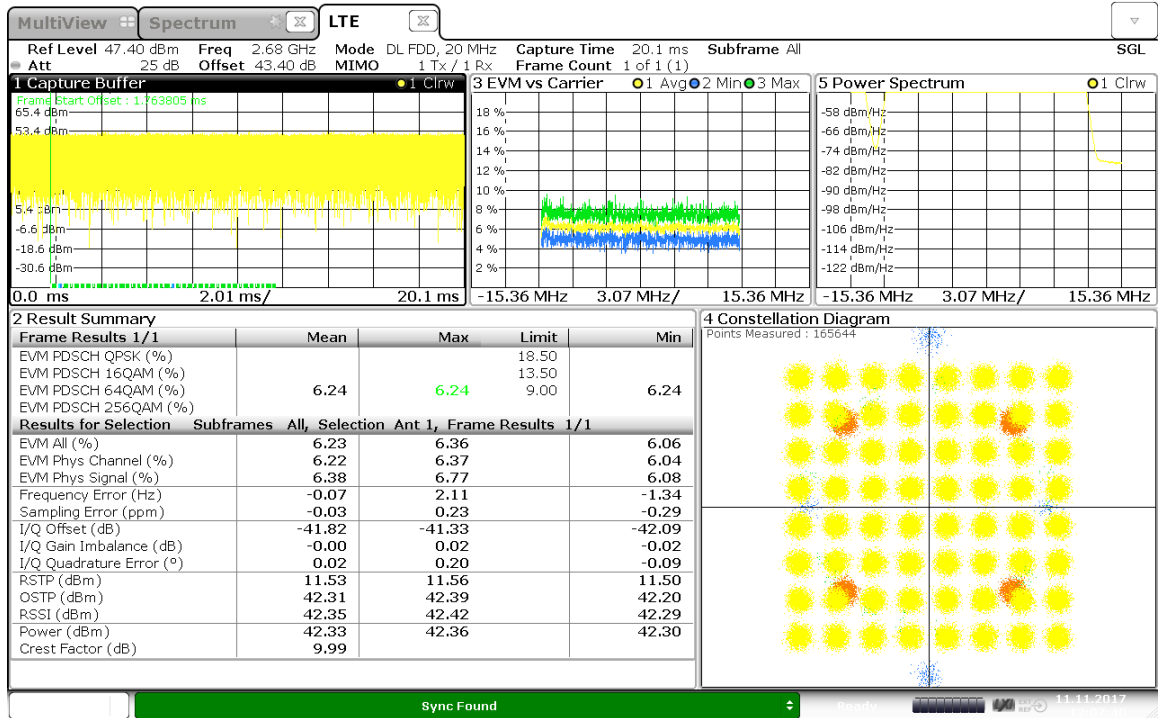 MultiView Spectrum LTE
Ref Level 47.40 dBm Freq 2.68 GHz Mode DL FDD, 20 MHz Capture Time 20.1 ms Subframe All SGL
Att 25 dB Offset 43.40 dB MIMO 1 Tx / 1 Rx Frame Count 1 of 1 (1)
1 Capture Buffer 1 Clrw
Frame Start Offset : 1.763805 ms
65.4 dBm
53.4 dBm
5.4 dBm
-6.6 dBm
-18.6 dBm
-30.6 dBm
0.0 ms 2.01 ms/ 20.1 ms
3 EVM vs Carrier 1 Avg 2 Min 3 Max
18 %
16 %
14 %
12 %
10 %
8 %
6 %
4 %
2 %
-15.36 MHz 3.07 MHz/ 15.36 MHz
5 Power Spectrum 1 Clrw
-58 dBm/Hz
-66 dBm/Hz
-74 dBm/Hz
-82 dBm/Hz
-90 dBm/Hz
-98 dBm/Hz
-106 dBm/Hz
-114 dBm/Hz
-122 dBm/Hz
-15.36 MHz 3.07 MHz/ 15.36 MHz
2 Result Summary
Frame Results 1/1 Mean Max Limit Min
EVM PDSCH QPSK (%) 18.50
EVM PDSCH 16QAM (%) 13.50
EVM PDSCH 64QAM (%) 6.24 6.24 9.00 6.24
EVM PDSCH 256QAM (%)
Results for Selection Subframes All, Selection Ant 1, Frame Results 1/1
EVM All (%) 6.23 6.36 6.06
EVM Phys Channel (%) 6.22 6.37 6.04
EVM Phys Signal (%) 6.38 6.77 6.08
Frequency Error (Hz) -0.07 2.11 -1.34
Sampling Error (ppm) -0.03 0.23 -0.29
I/Q Offset (dB) -41.82 -41.33 -42.09
I/Q Gain Imbalance (dB) -0.00 0.02 -0.02
I/Q Quadrature Error (°) 0.02 0.20 -0.09
RSTP (dBm) 11.53 11.56 11.50
OSTP (dBm) 42.31 42.39 42.20
RSSI (dBm) 42.35 42.42 42.29
Power (dBm) 42.33 42.36 42.30
Crest Factor (dB) 9.99
4 Constellation Diagram
Points Measured : 165644
Sync Found
Ready
LXI
11.11.2017